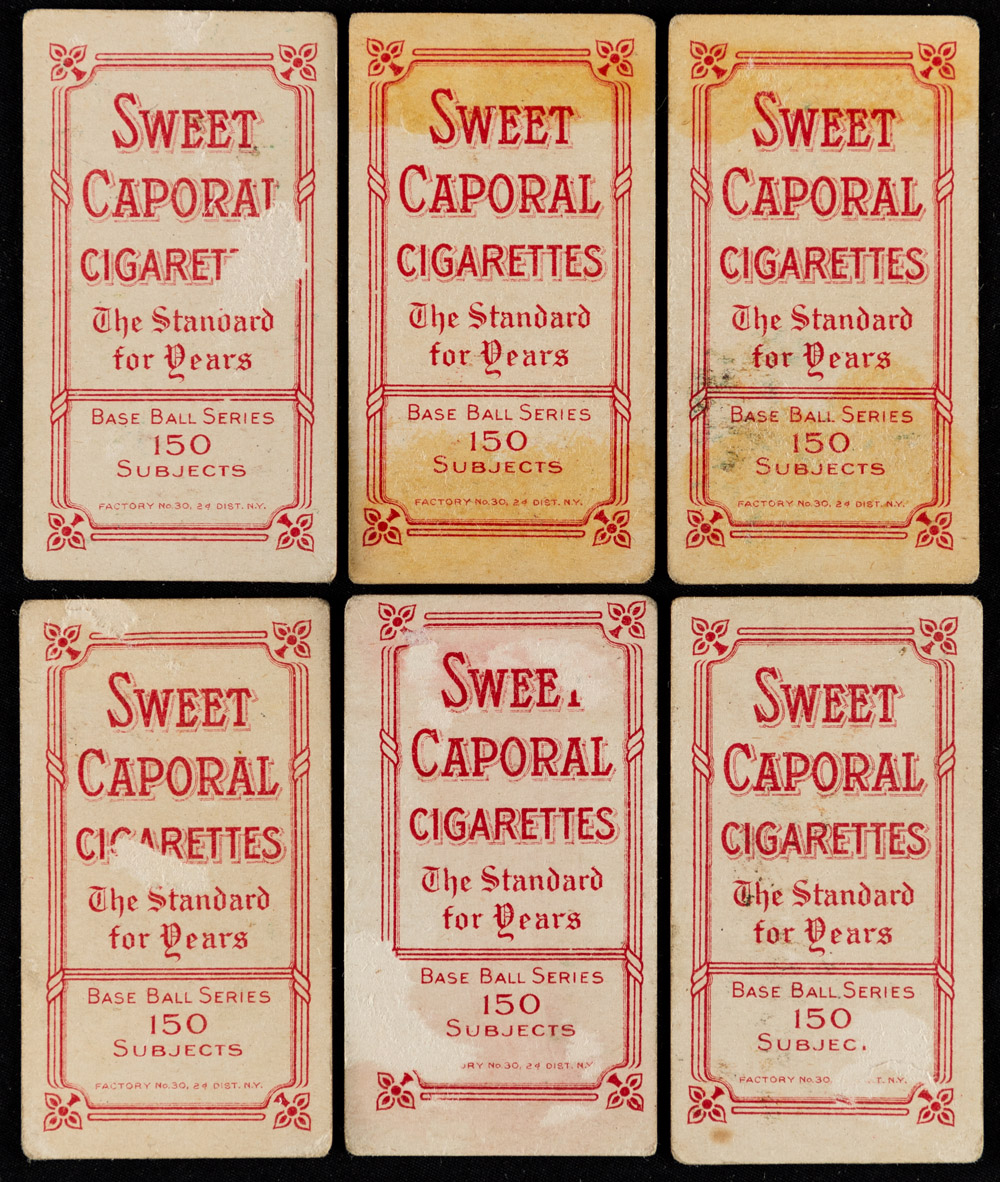 SWEET
CAPORAL
CIGARET
The Standard
for Years
BASE BALL SERIES
150
SUBJECTS
FACTORY No. 30, 2d DIST. N.Y.
SWEET
CAPORAL
CIGARETTES
The Standard
for Years
BASE BALL SERIES
150
SUBJECTS
FACTORY No. 30, 2d DIST. N.Y.
SWEET
CAPORAL
CIGARETTES
The Standard
for Years
BASE BALL SERIES
150
SUBJECTS
FACTORY No. 30, 2d DIST. N.Y.
SWEET
CAPORAL
CIGARETTES
The Standard
for Years
BASE BALL SERIES
150
SUBJECTS
FACTORY No. 30, 2d DIST. N.Y.
SWEE
CAPORAL
CIGARETTES
The Standard
for Years
BASE BALL SERIES
150
SUBJECTS
ORY No. 30, 2d DIST. N.Y.
SWEET
CAPORAL
CIGARETTES
The Standard
for Years
BASE BALL SERIES
150
SUBJEC
FACTORY No. 30, T. N.Y.